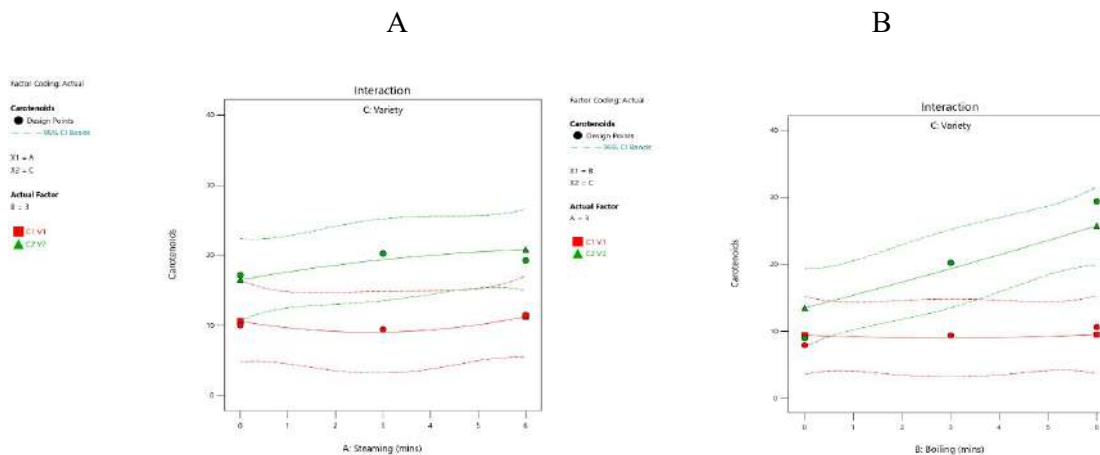 A
B
Factor Coding: Actual
Carotenoids
Design Points
95% CI Bands
X1 = A
X2 = C
Actual Factor
B = 3
C1 V1
C2 V2
Interaction
C: Variety
40
30
20
10
0
Carotenoids
0 1 2 3 4 5 6
A: Steaming (mins)
Factor Coding: Actual
Carotenoids
Design Points
95% CI Bands
X1 = B
X2 = C
Actual Factor
A = 3
C1 V1
C2 V2
Interaction
C: Variety
40
30
20
10
0
Carotenoids
0 1 2 3 4 5 6
B: Boiling (mins)